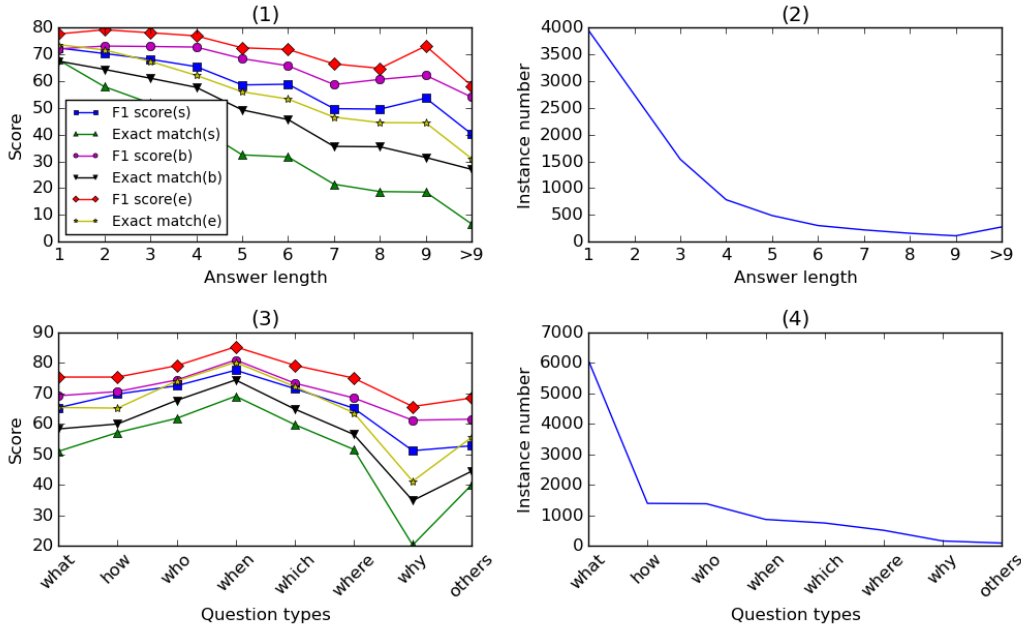 (1)
Score
80
70
60
50
40
30
20
10
0
F1 score(s)
Exact match(s)
F1 score(b)
Exact match(b)
F1 score(e)
Exact match(e)
1 2 3 4 5 6 7 8 9 >9
Answer length
(2)
Instance number
4000
3500
3000
2500
2000
1500
1000
500
0
1 2 3 4 5 6 7 8 9 >9
Answer length
(3)
Score
90
80
70
60
50
40
30
20
what how who when which where why others
Question types
(4)
Instance number
7000
6000
5000
4000
3000
2000
1000
0
what how who when which where why others
Question types